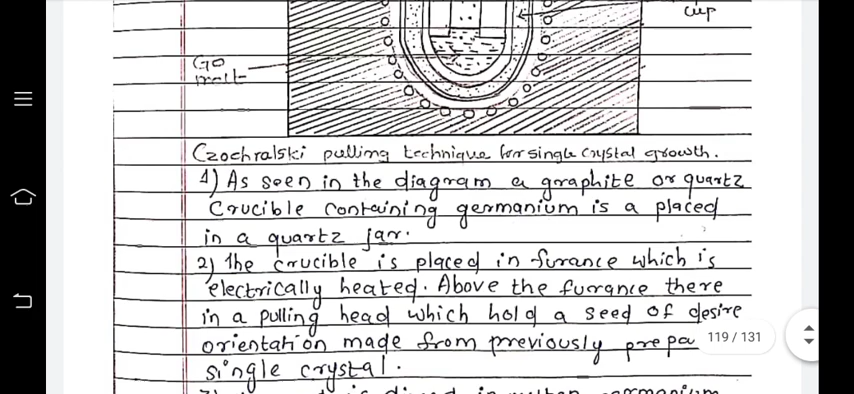 cup
Ge
melt
Czochralski pulling technique for single crystal growth.
1) As seen in the diagram a graphite or quartz
crucible containing germanium is a placed
in a quartz jar.
2) The crucible is placed in furance which is
electrically heated. Above the furance there
in a pulling head which hold a seed of desire
orientation made from previously prepa
119 / 131
single crystal.